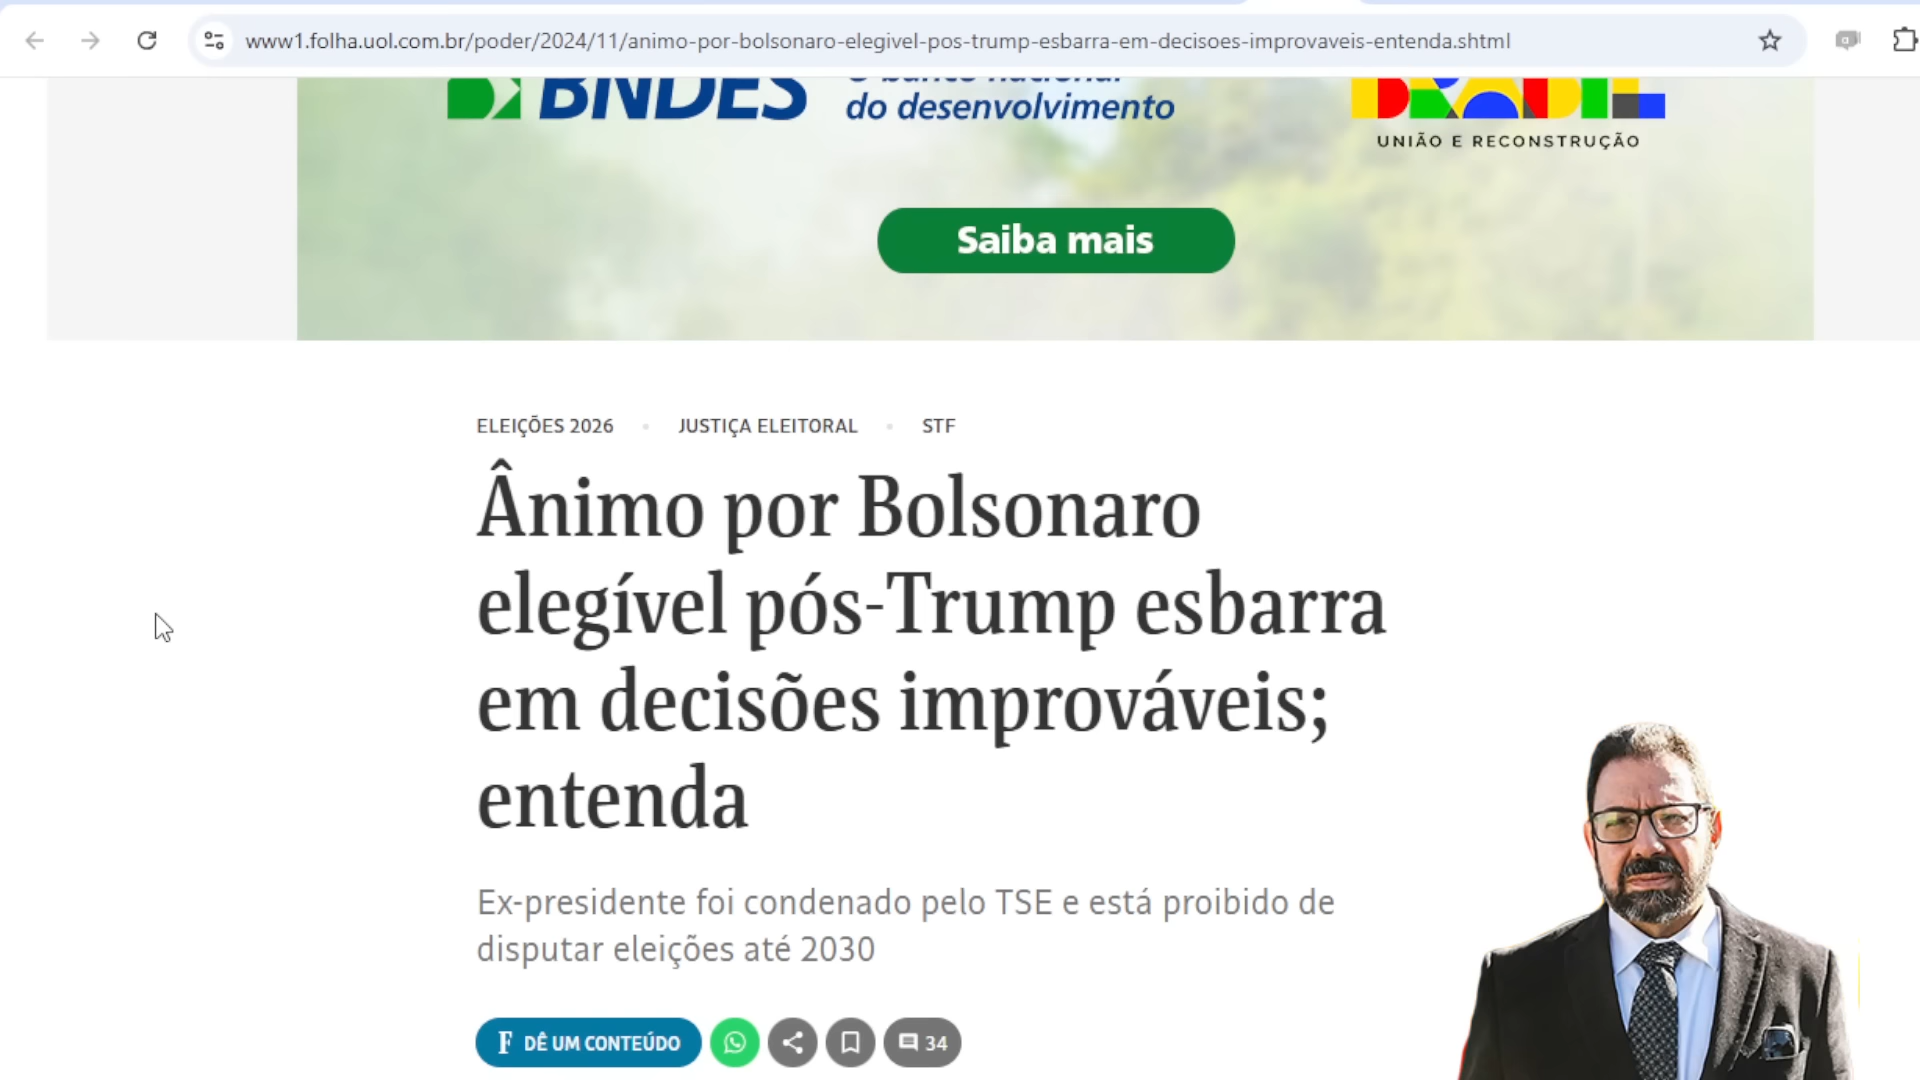 www1.folha.uol.com.br/poder/2024/11/animo-por-bolsonaro-elegivel-pos-trump-esbarra-em-decisoes-improvaveis-entenda.shtml
BNDES
o banco nacional
do desenvolvimento
BRASIL
UNIÃO E RECONSTRUÇÃO
Saiba mais
ELEIÇÕES 2026 • JUSTIÇA ELEITORAL • STF
Ânimo por Bolsonaro
elegível pós-Trump esbarra
em decisões improváveis;
entenda
Ex-presidente foi condenado pelo TSE e está proibido de
disputar eleições até 2030
F DÊ UM CONTEÚDO
34